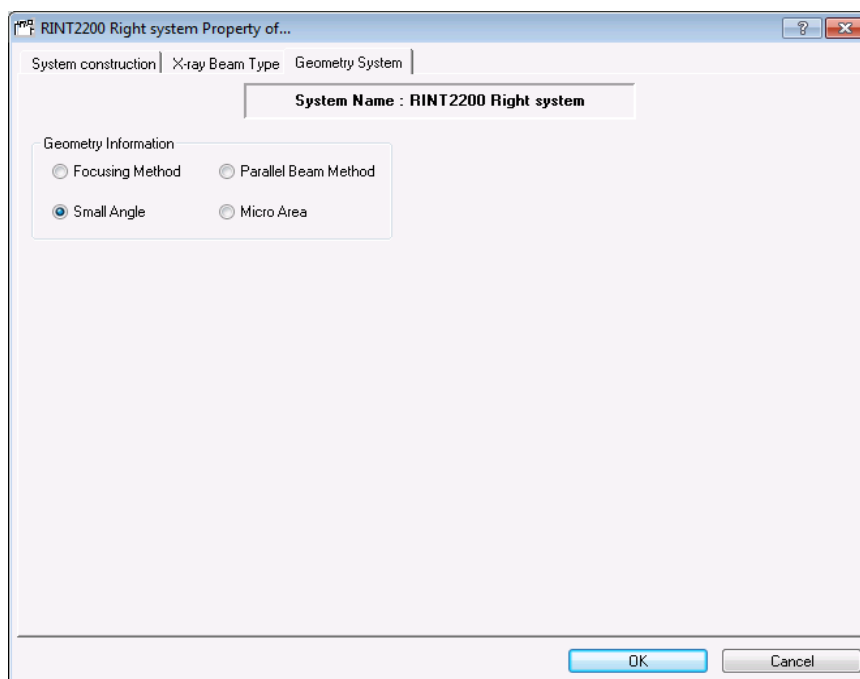 RINT2200 Right system Property of...
System construction X-ray Beam Type Geometry System
System Name : RINT2200 Right system
Geometry Information
Focusing Method Parallel Beam Method
Small Angle Micro Area
OK Cancel